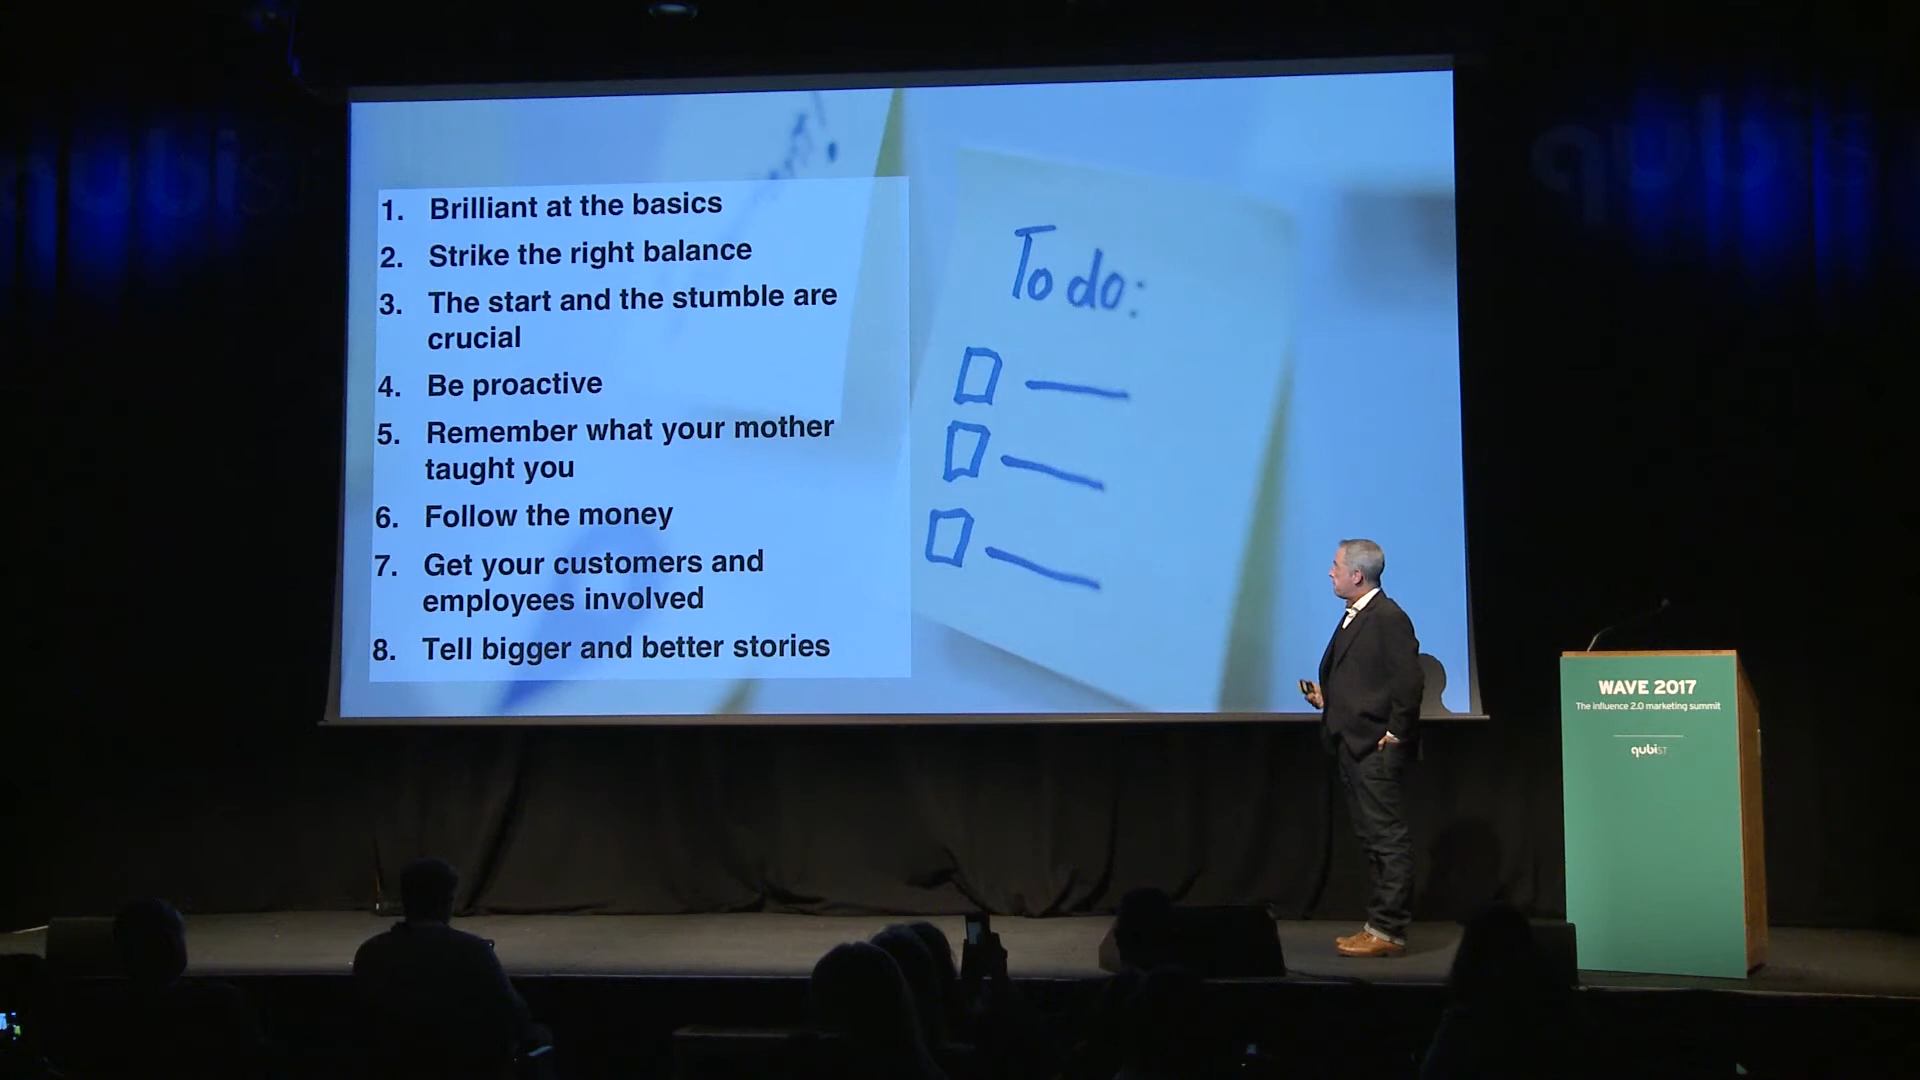 1. Brilliant at the basics
2. Strike the right balance
3. The start and the stumble are
crucial
4. Be proactive
5. Remember what your mother
taught you
6. Follow the money
7. Get your customers and
employees involved
8. Tell bigger and better stories
To do:
WAVE 2017
The influence 2.0 marketing summit
qubist
qubist
qubist